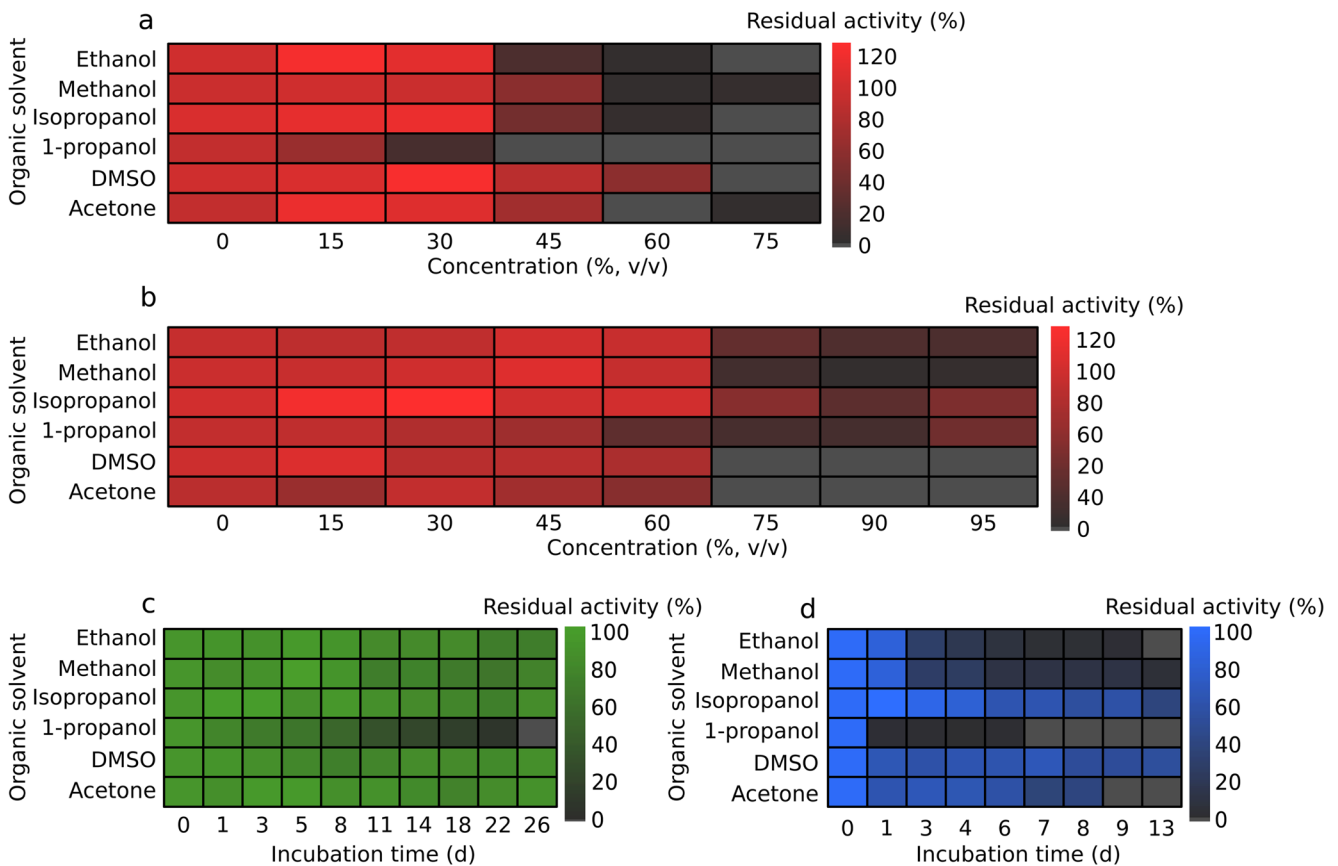 a
Residual activity (%)
Organic solvent
Ethanol
Methanol
Isopropanol
1-propanol
DMSO
Acetone
0 15 30 45 60 75
Concentration (%, v/v)
120
100
80
60
40
20
0
b
Residual activity (%)
Organic solvent
Ethanol
Methanol
Isopropanol
1-propanol
DMSO
Acetone
0 15 30 45 60 75 90 95
Concentration (%, v/v)
120
100
80
60
20
40
0
c
Residual activity (%)
Organic solvent
Ethanol
Methanol
Isopropanol
1-propanol
DMSO
Acetone
0 1 3 5 8 11 14 18 22 26
Incubation time (d)
100
80
60
40
20
0
d
Residual activity (%)
Organic solvent
Ethanol
Methanol
Isopropanol
1-propanol
DMSO
Acetone
0 1 3 4 6 7 8 9 13
Incubation time (d)
100
80
60
40
20
0